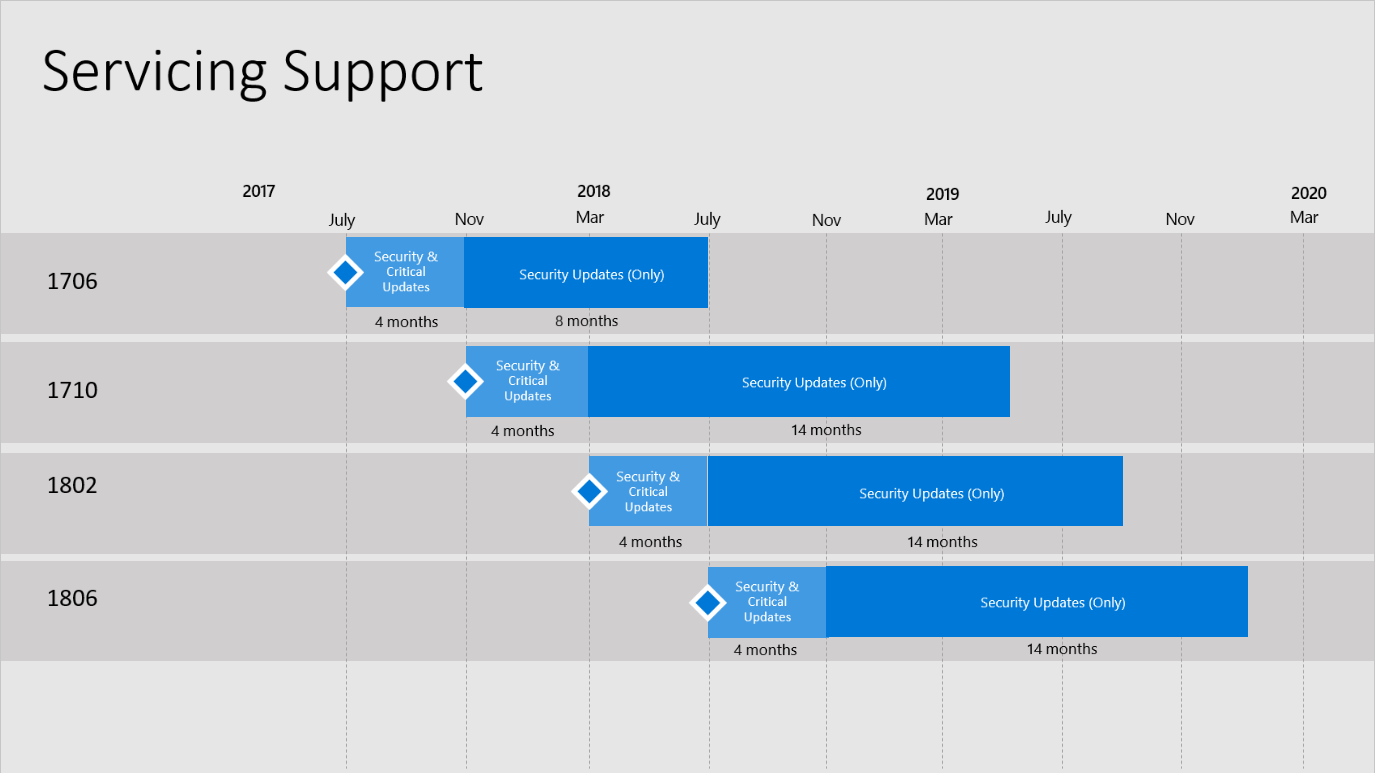 Servicing Support
2017 2018 2019 2020
July Nov Mar July Nov Mar July Nov Mar
1706
Security &
Critical
Updates
Security Updates (Only)
4 months 8 months
1710
Security &
Critical
Updates
Security Updates (Only)
4 months 14 months
1802
Security &
Critical
Updates
Security Updates (Only)
4 months 14 months
1806
Security &
Critical
Updates
Security Updates (Only)
4 months 14 months